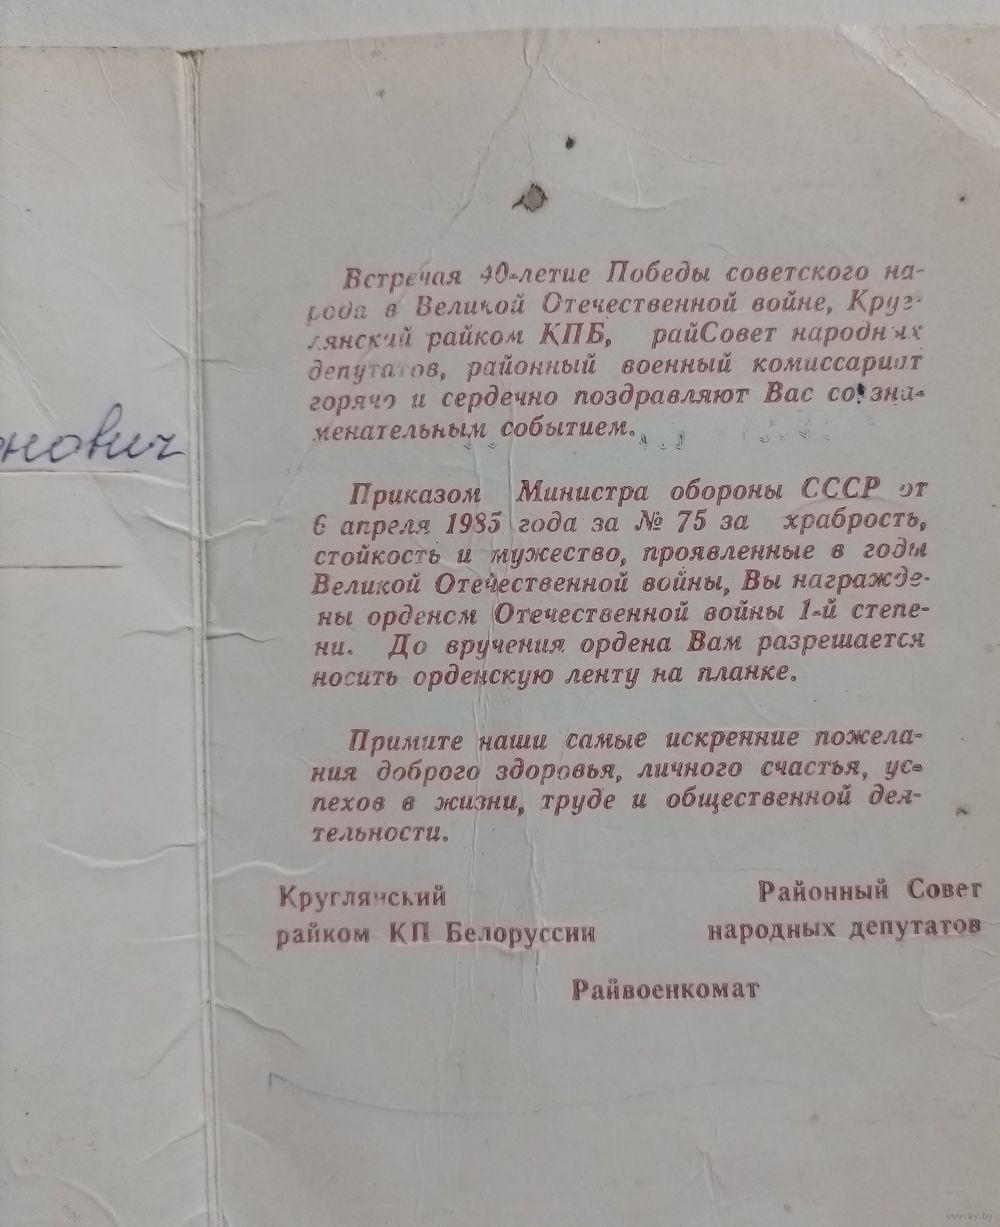 нович
Встречая 40-летие Победы советского на-
рода в Великой Отечественной войне, Круг-
лянский райком КПБ, райСовет народных
депутатов, районный военный комиссариат
горячо и сердечно поздравляют Вас со зна-
менательным событием.
Приказом Министра обороны СССР от
6 апреля 1985 года за № 75 за храбрость,
стойкость и мужество, проявленные в годы
Великой Отечественной войны, Вы награжде-
ны орденом Отечественной войны 1-й степе-
ни. До вручения ордена Вам разрешается
носить орденскую ленту на планке.
Примите наши самые искренние пожела-
ния доброго здоровья, личного счастья, ус-
пехов в жизни, труде и общественной дея-
тельности.
Круглянский
райком КП Белоруссии
Районный Совет
народных депутатов
Райвоенкомат
www.ay.by